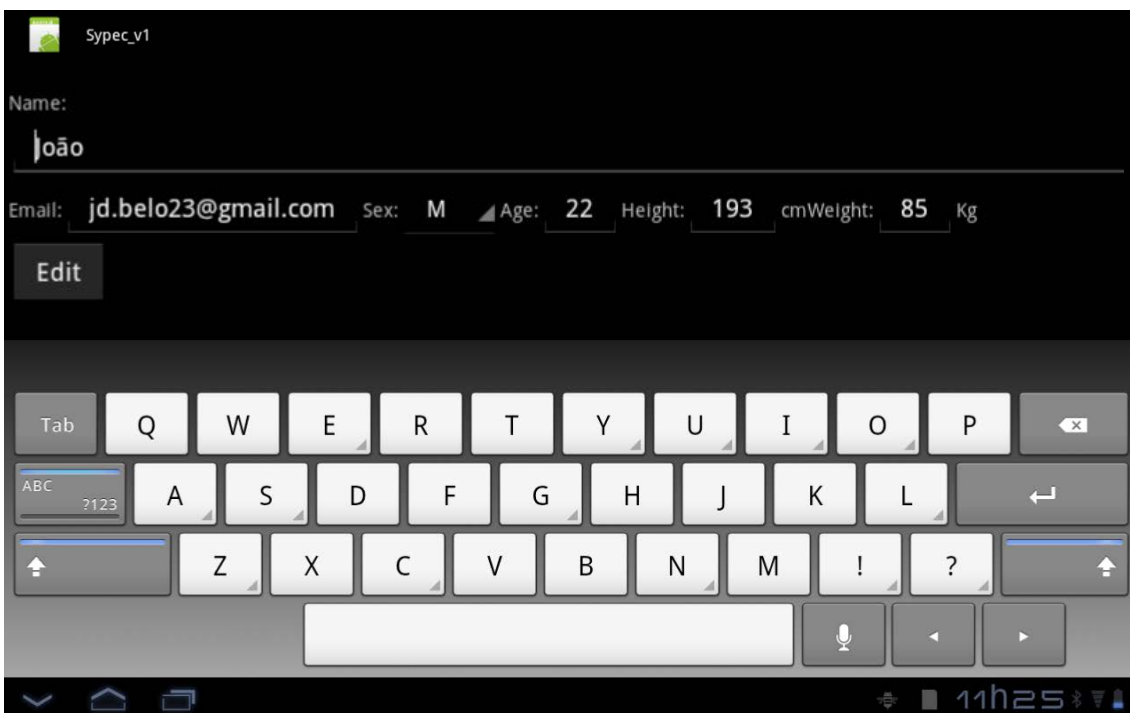 Sypec_v1
Name:
João
Email: jd.belo23@gmail.com Sex: M Age: 22 Height: 193 cmWeight: 85 Kg
Edit
Tab Q W E R T Y U I O P
ABC ?123 A S D F G H J K L
Z X C V B N M ! ?
11h25